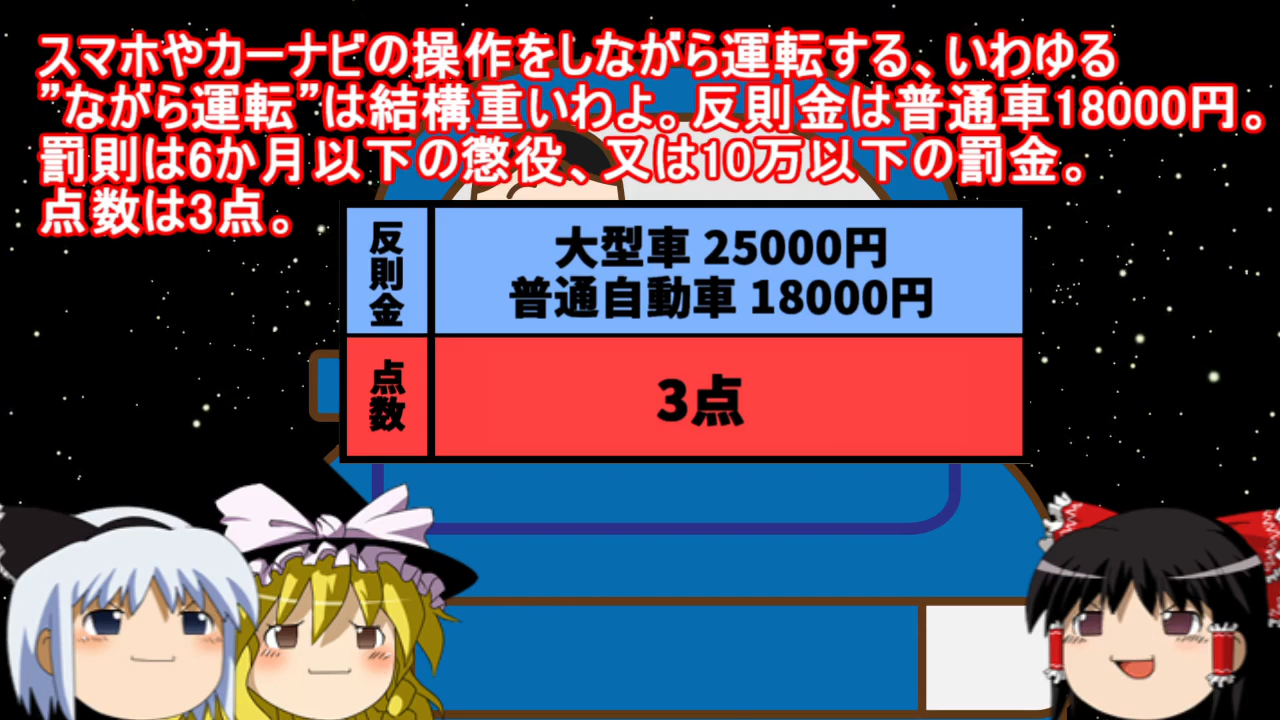 スマホやカーナビの操作をしながら運転する、いわゆる
”ながら運転”は結構重いわよ。反則金は普通車18000円。
罰則は6か月以下の懲役、又は10万以下の罰金。
点数は3点。
反則金
大型車 25000円
普通自動車 18000円
点数
3点